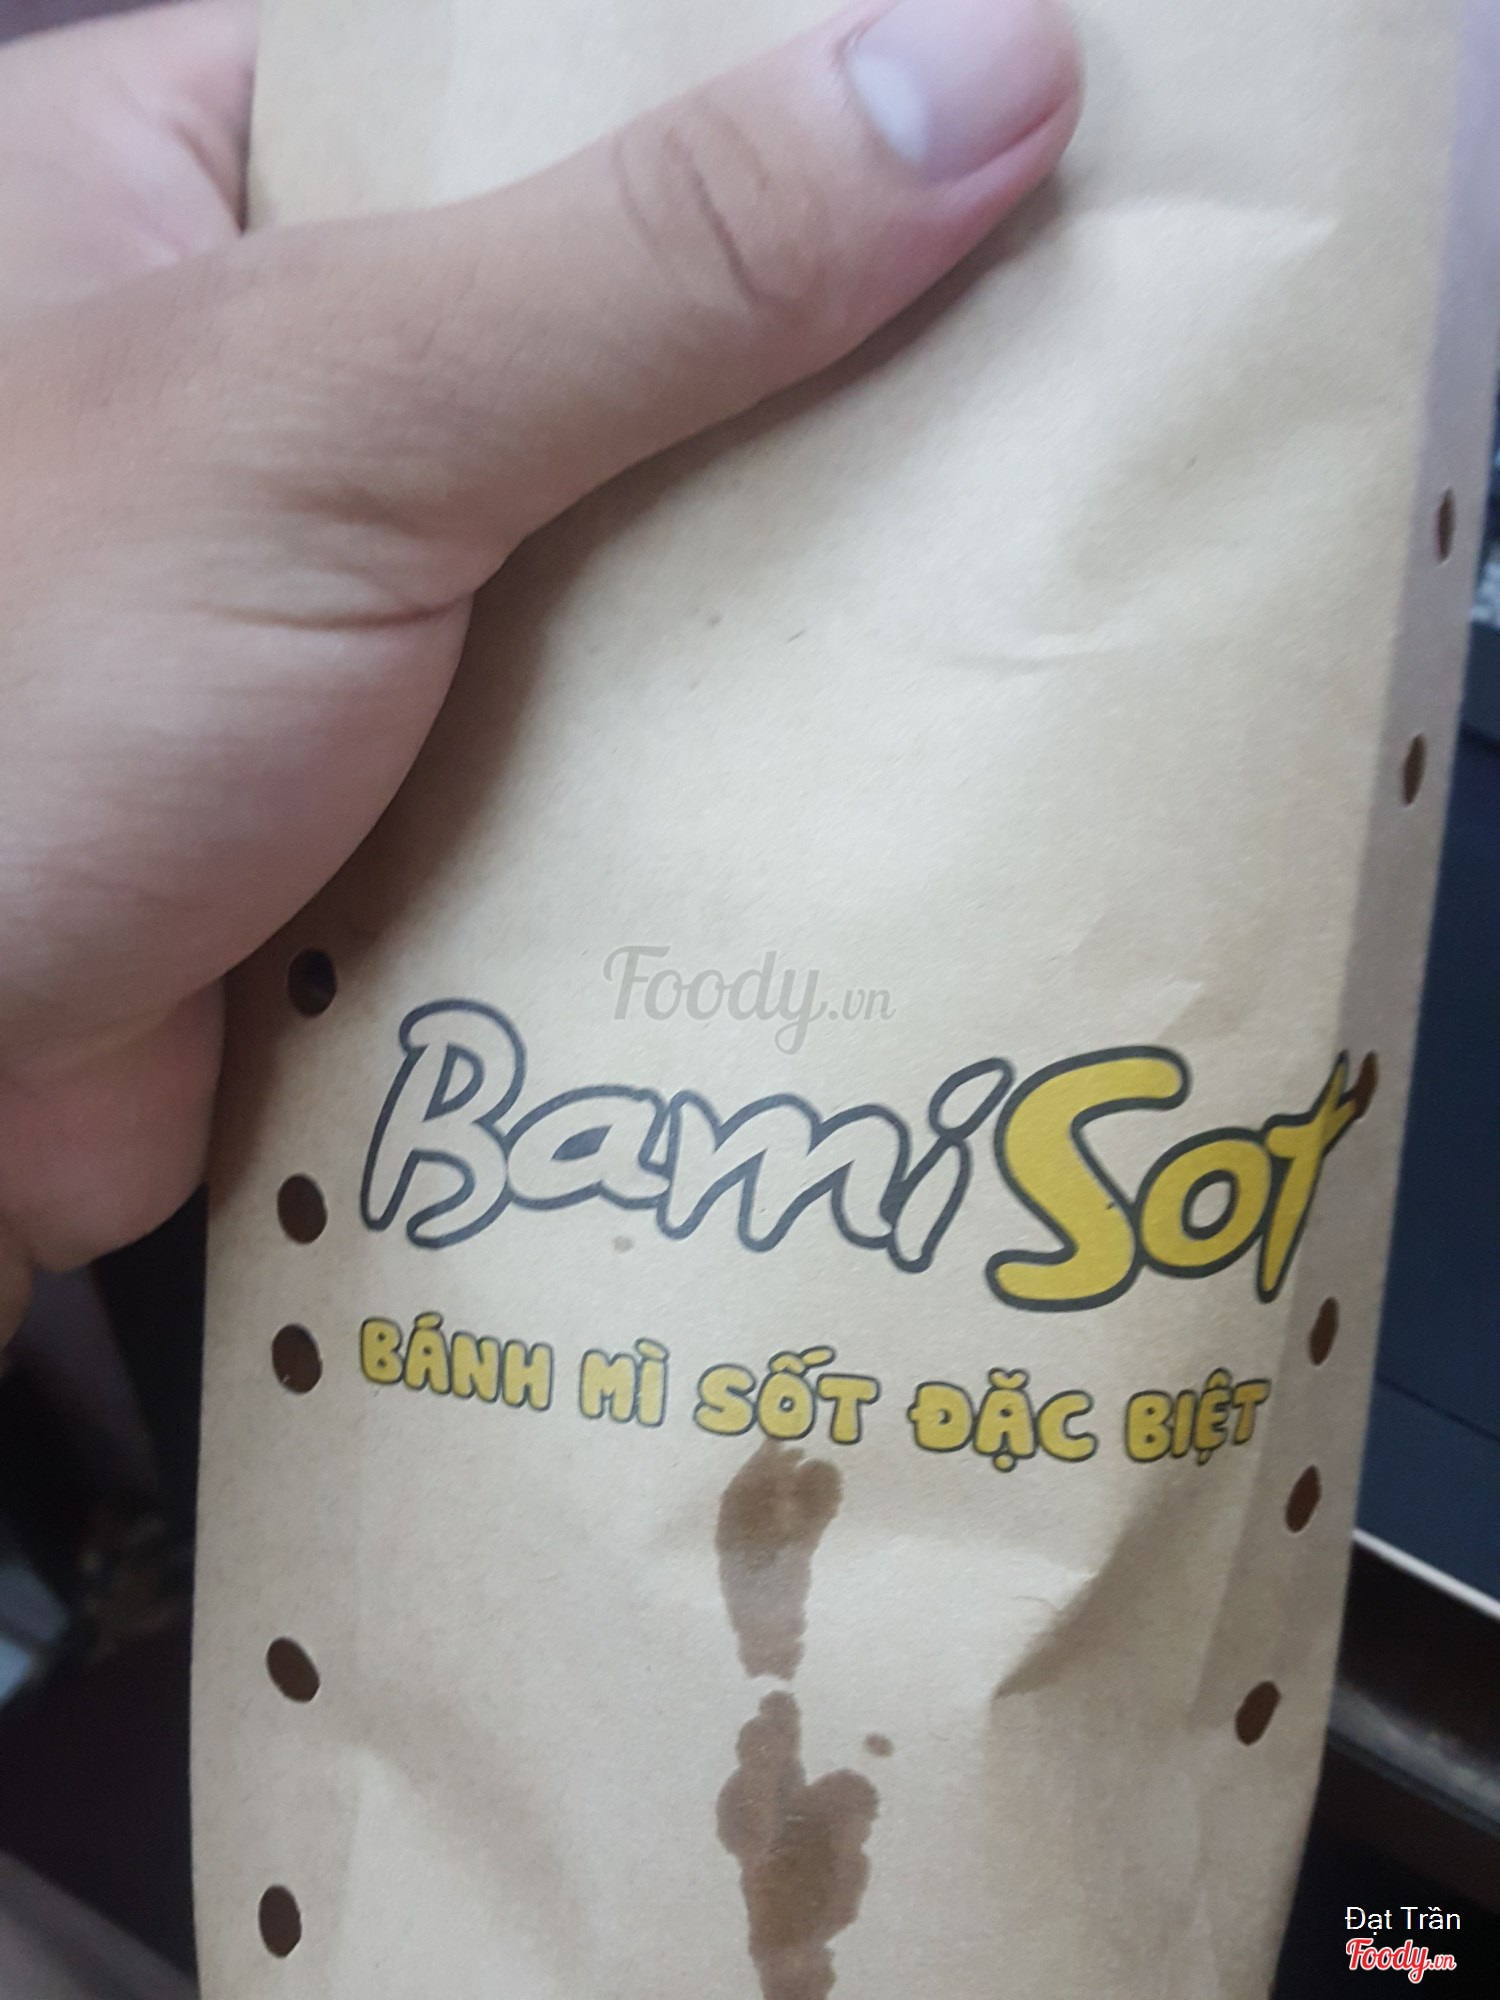 Foody.vn
BamiSot
BÁNH MÌ SỐT ĐẶC BIỆT
Đạt Trần
Foody.vn